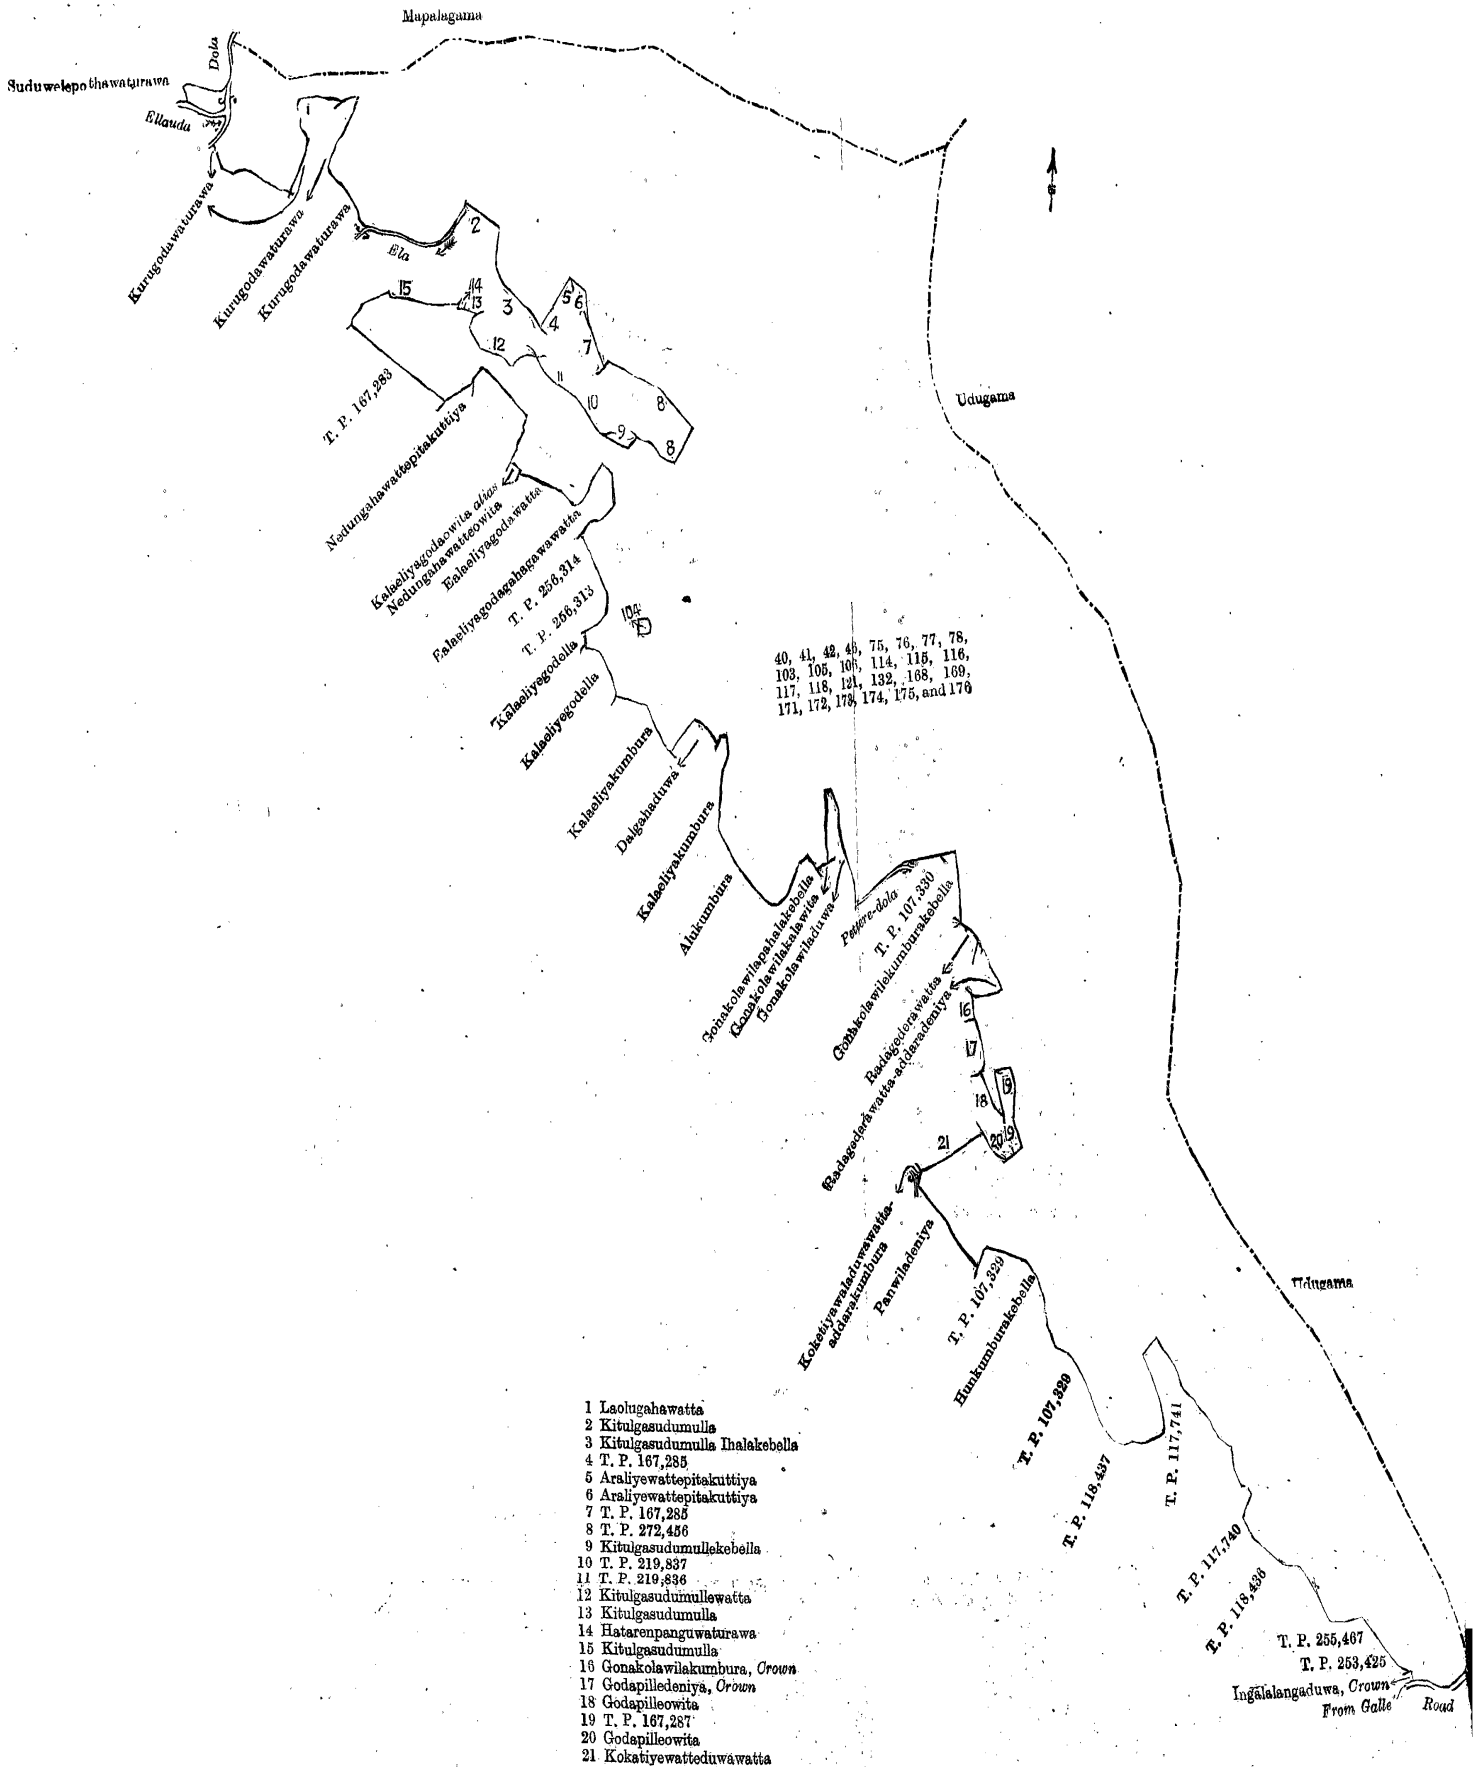 Mapalagama
Dola
Suduwelepothawaturawa
Ellauda
1
Kurugodawaturawa
Kurugodawaturawa
Kurugodawaturawa
Ela
2
15
14
13
3
5
6
4
12
7
11
10
8
9
8
Udugama
T. P. 167,283
Nedungahawattepitakuttiya
Kalaeliyagodaowita alias
Nedungahawatteowita
Ealaeliyagodawatta
Ealaeliyagodagahagawawatta
T. P. 256,314
T. P. 256,313
104
Kalaeliyegodella
Kalaeliyegodella
40, 41, 42, 43, 75, 76, 77, 78,
103, 105, 106, 114, 115, 116,
117, 118, 121, 132, 168, 169,
171, 172, 173, 174, 175, and 176
Kalaeliyakumbura
Dalgahaduwa
Kalaeliyakumbura
Alukumbura
Gonakolawilapahalakebella
Gonakolawilakalawita
Gonakolawiladuwa
Pettere-dola
T. P. 107,330
Gonakolawilekumburakebella
Radagederawatta
Radagederawatta-addaradeniya
16
17
19
18
19
20
21
Koketiyawaladuwawatta-
addarakumbura
Panwiladeniya
T. P. 107,329
Hunkumburakebella
Udugama
T. P. 107,329
T. P. 118,437
T. P. 117,741
T. P. 117,740
T. P. 118,436
T. P. 255,467
T. P. 253,425
Ingalalangaduwa, Crown
From Galle
Road
1 Laolugahawatta
2 Kitulgasudumulla
3 Kitulgasudumulla Ihalakebella
4 T. P. 167,285
5 Araliyewattepitakuttiya
6 Araliyewattepitakuttiya
7 T. P. 167,285
8 T. P. 272,456
9 Kitulgasudumullekebella
10 T. P. 219,837
11 T. P. 219,836
12 Kitulgasudumullewatta
13 Kitulgasudumulla
14 Hatarenpanguwaturawa
15 Kitulgasudumulla
16 Gonakolawilakumbura, Crown
17 Godapilledeniya, Crown
18 Godapilleowita
19 T. P. 167,287
20 Godapilleowita
21 Kokatiyewatteduwawatta